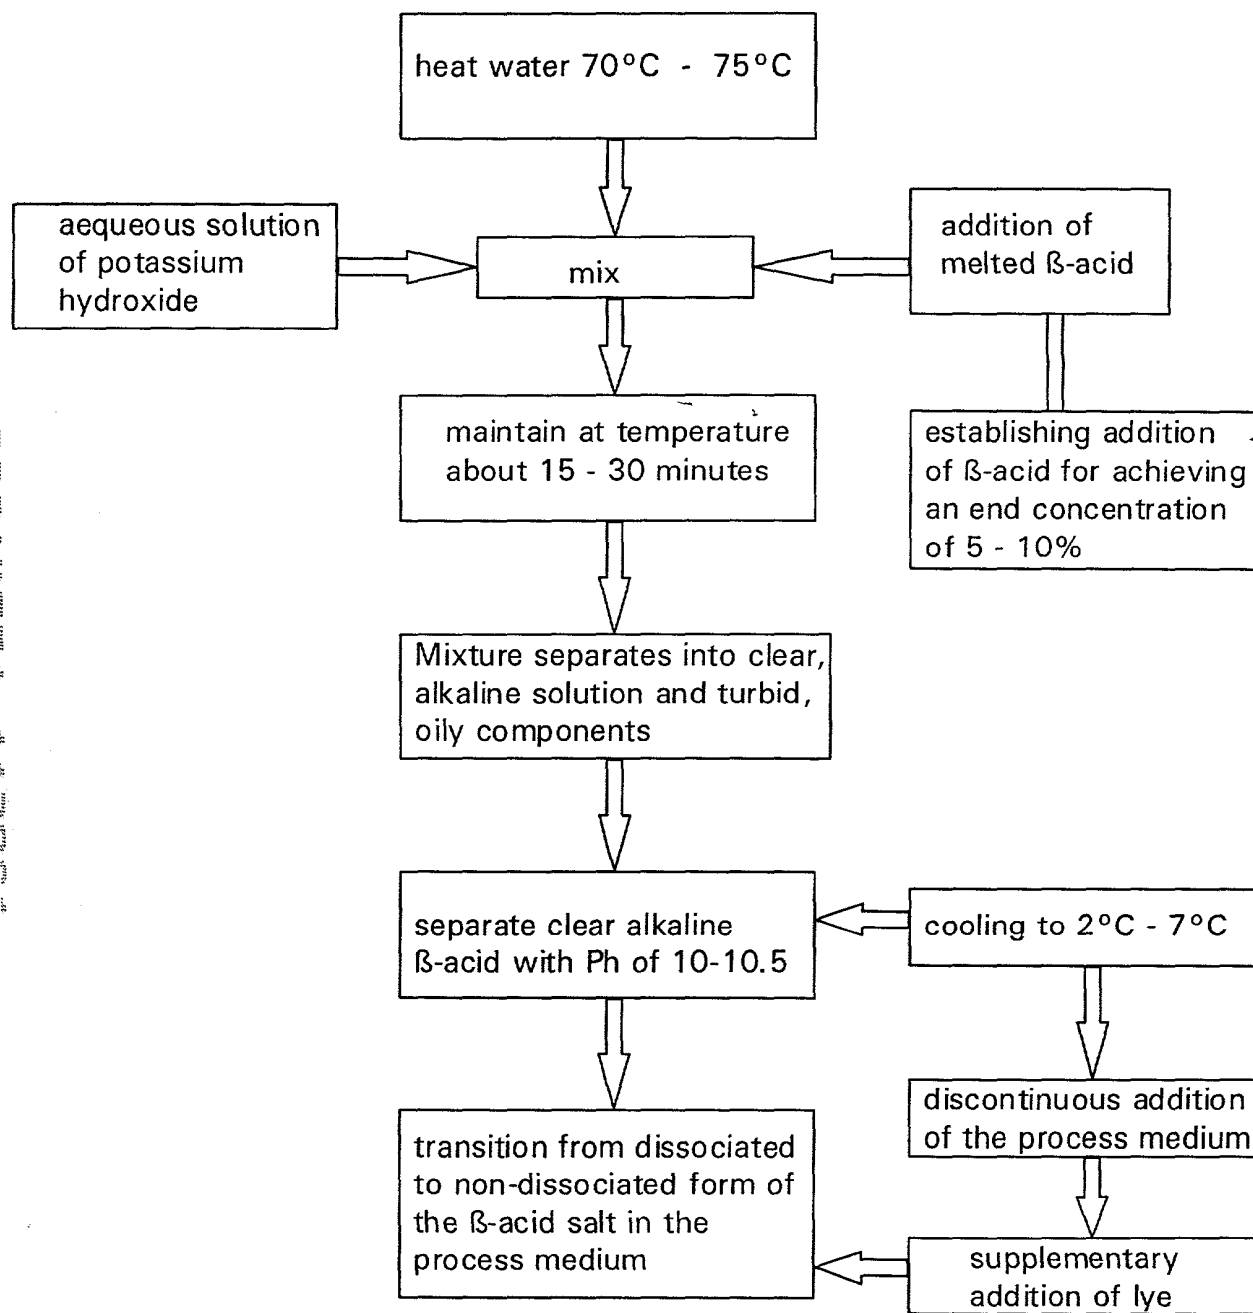 heat water 70°C - 75°C
aequeous solution
of potassium
hydroxide
mix
addition of
melted ß-acid
maintain at temperature
about 15 - 30 minutes
establishing addition
of ß-acid for achieving
an end concentration
of 5 - 10%
Mixture separates into clear,
alkaline solution and turbid,
oily components
separate clear alkaline
ß-acid with Ph of 10-10.5
cooling to 2°C - 7°C
discontinuous addition
of the process medium
transition from dissociated
to non-dissociated form of
the ß-acid salt in the
process medium
supplementary
addition of lye